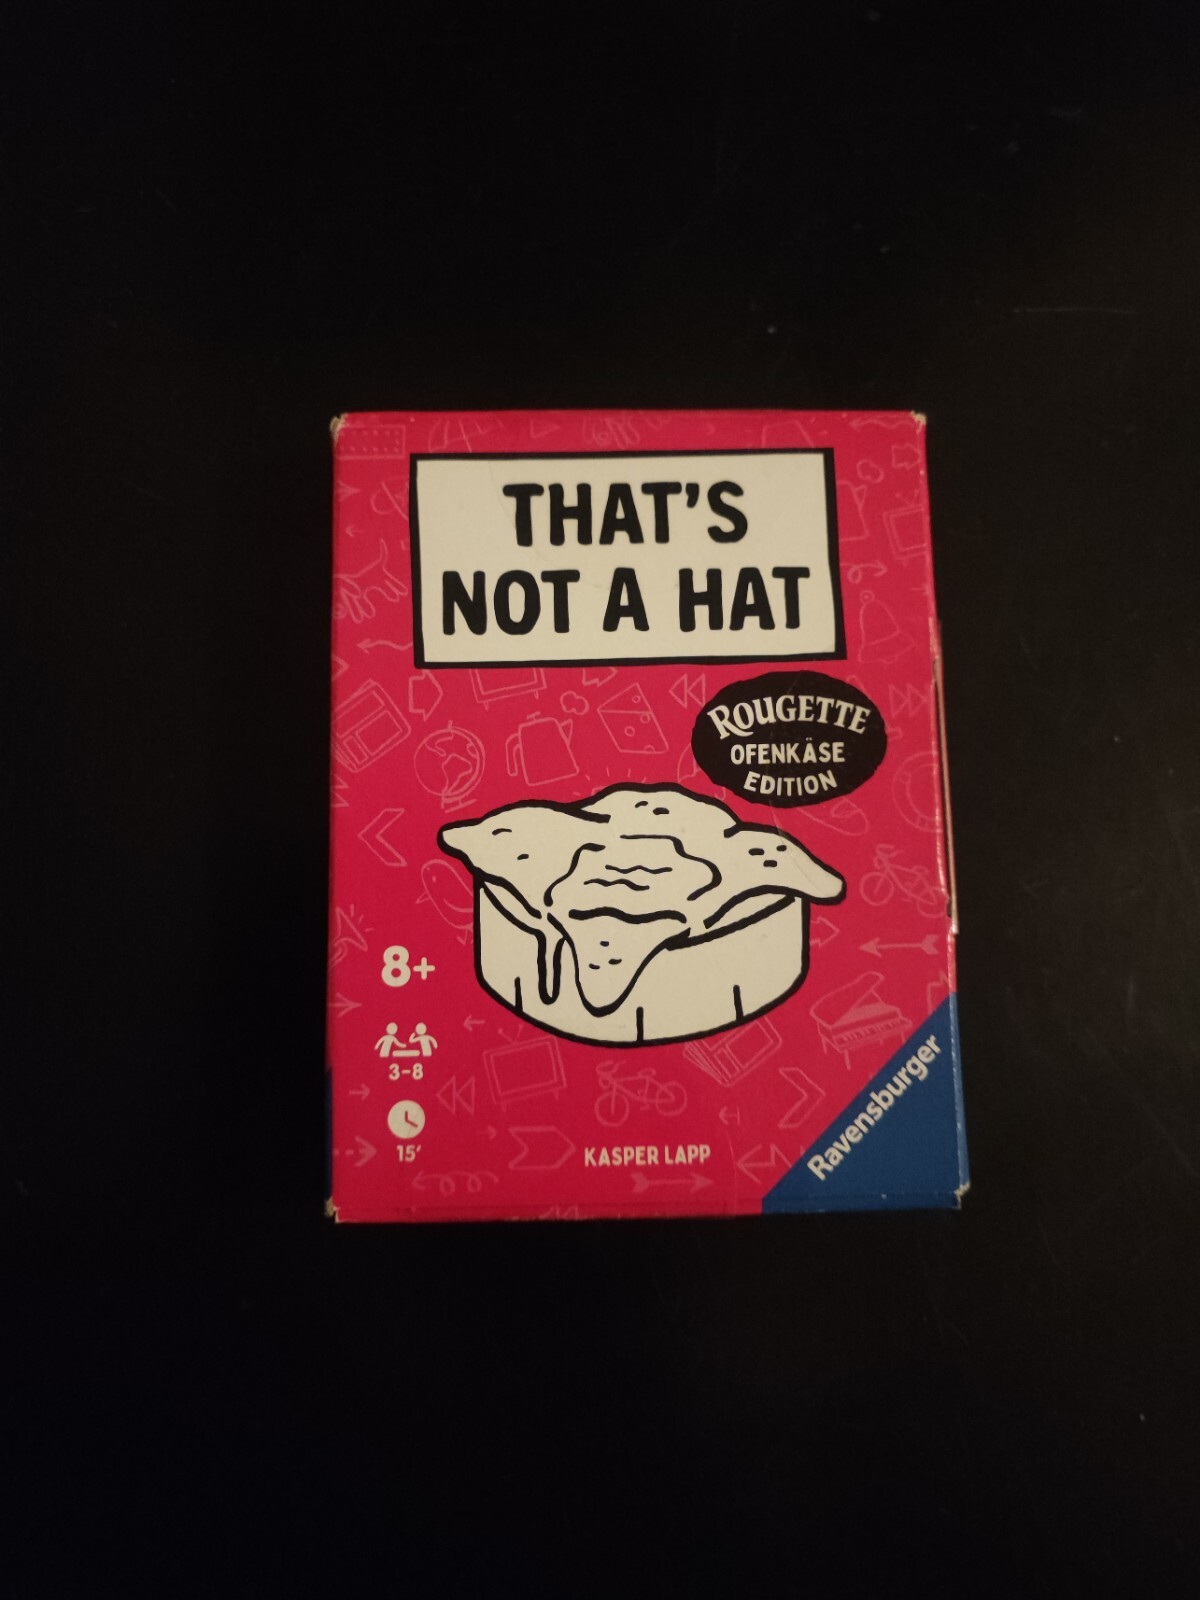 THAT'S
NOT A HAT
ROUGETTE
OFENKÄSE
EDITION
8+
3-8
15'
KASPER LAPP
Ravensburger